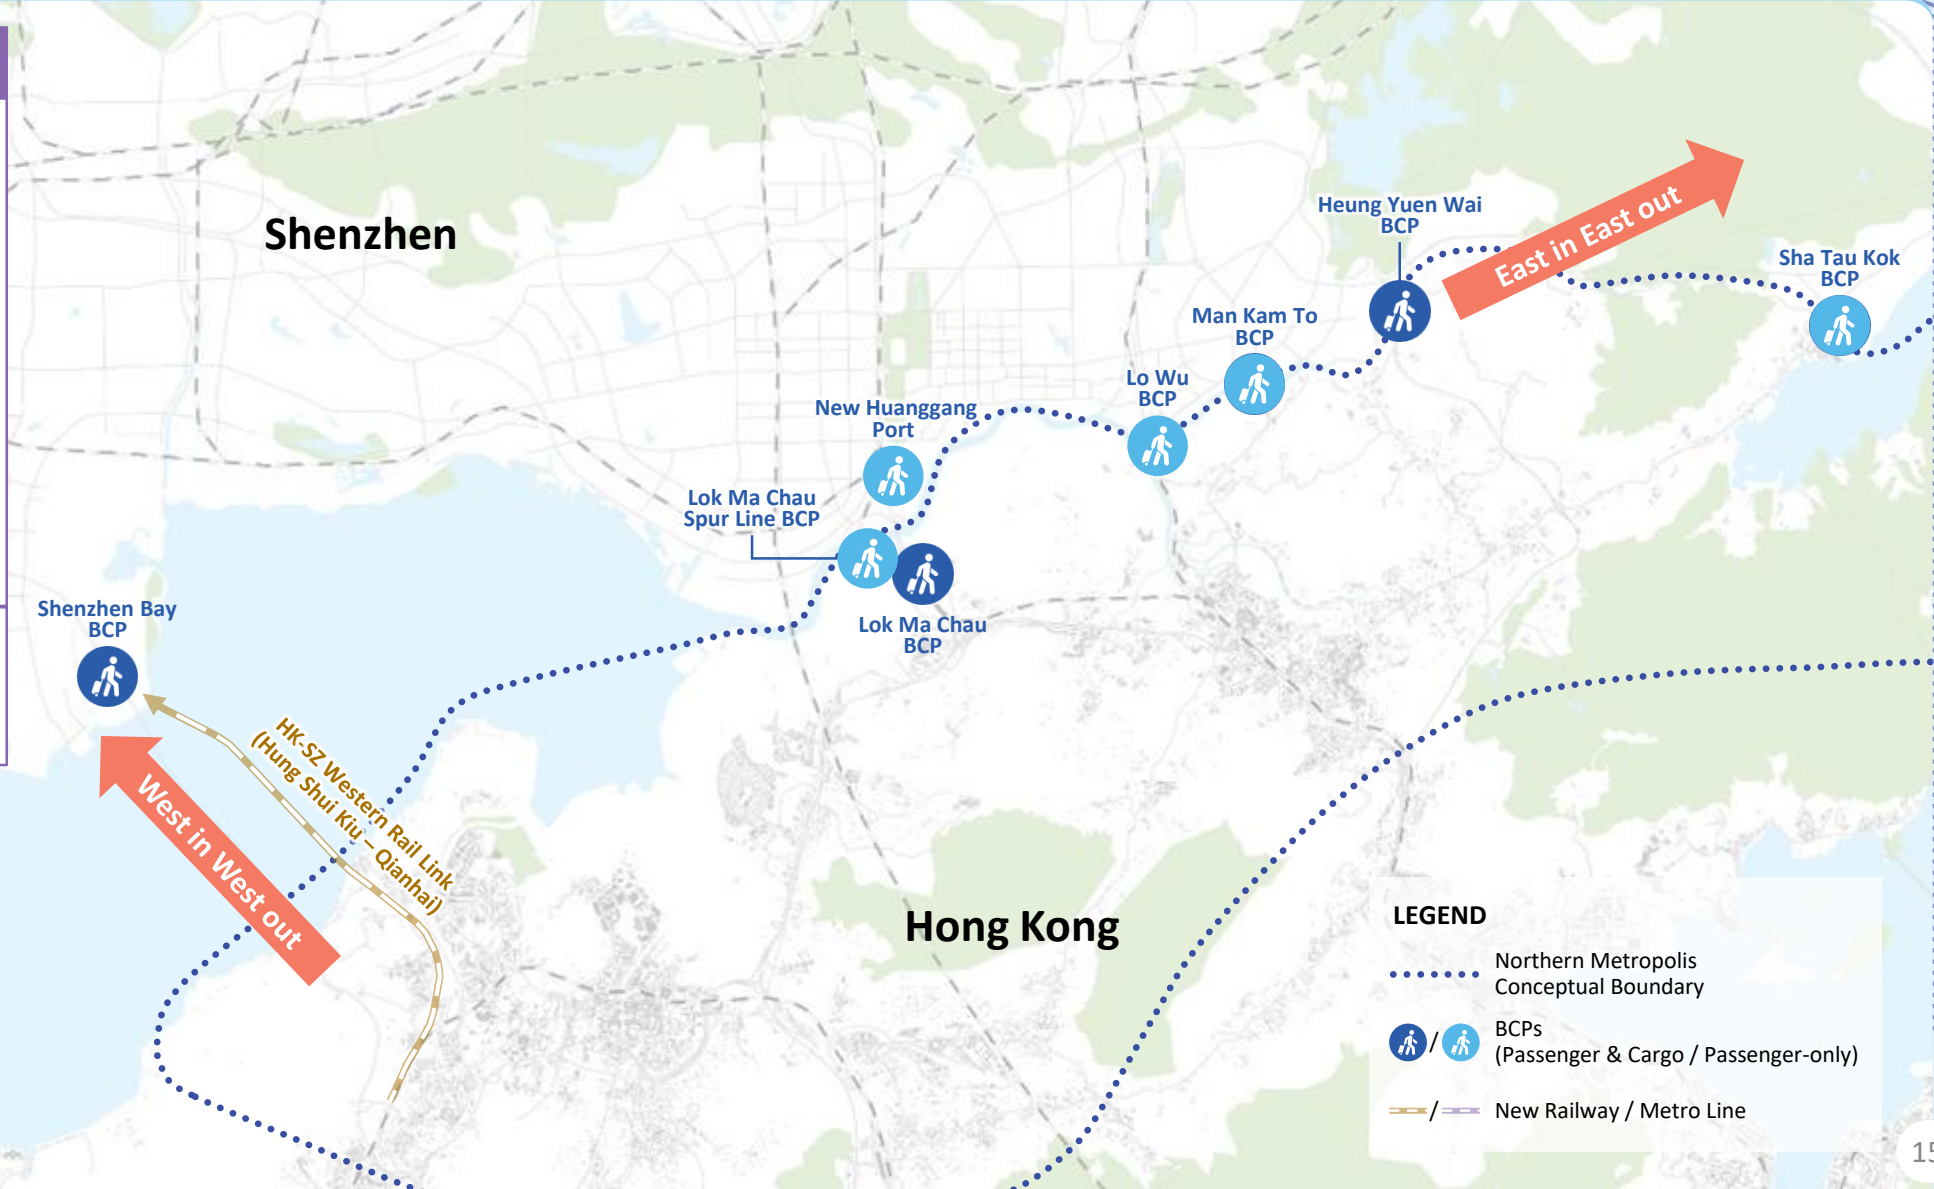 Shenzhen
Heung Yuen Wai
BCP
East in East out
Sha Tau Kok
BCP
Man Kam To
BCP
Lo Wu
BCP
New Huanggang
Port
Lok Ma Chau
Spur Line BCP
Lok Ma Chau
BCP
Shenzhen Bay
BCP
HK-SZ Western Rail Link
(Hung Shui Kiu – Qianhai)
West in West out
Hong Kong
LEGEND
Northern Metropolis
Conceptual Boundary
/
BCPs
(Passenger & Cargo / Passenger-only)
/
New Railway / Metro Line
15